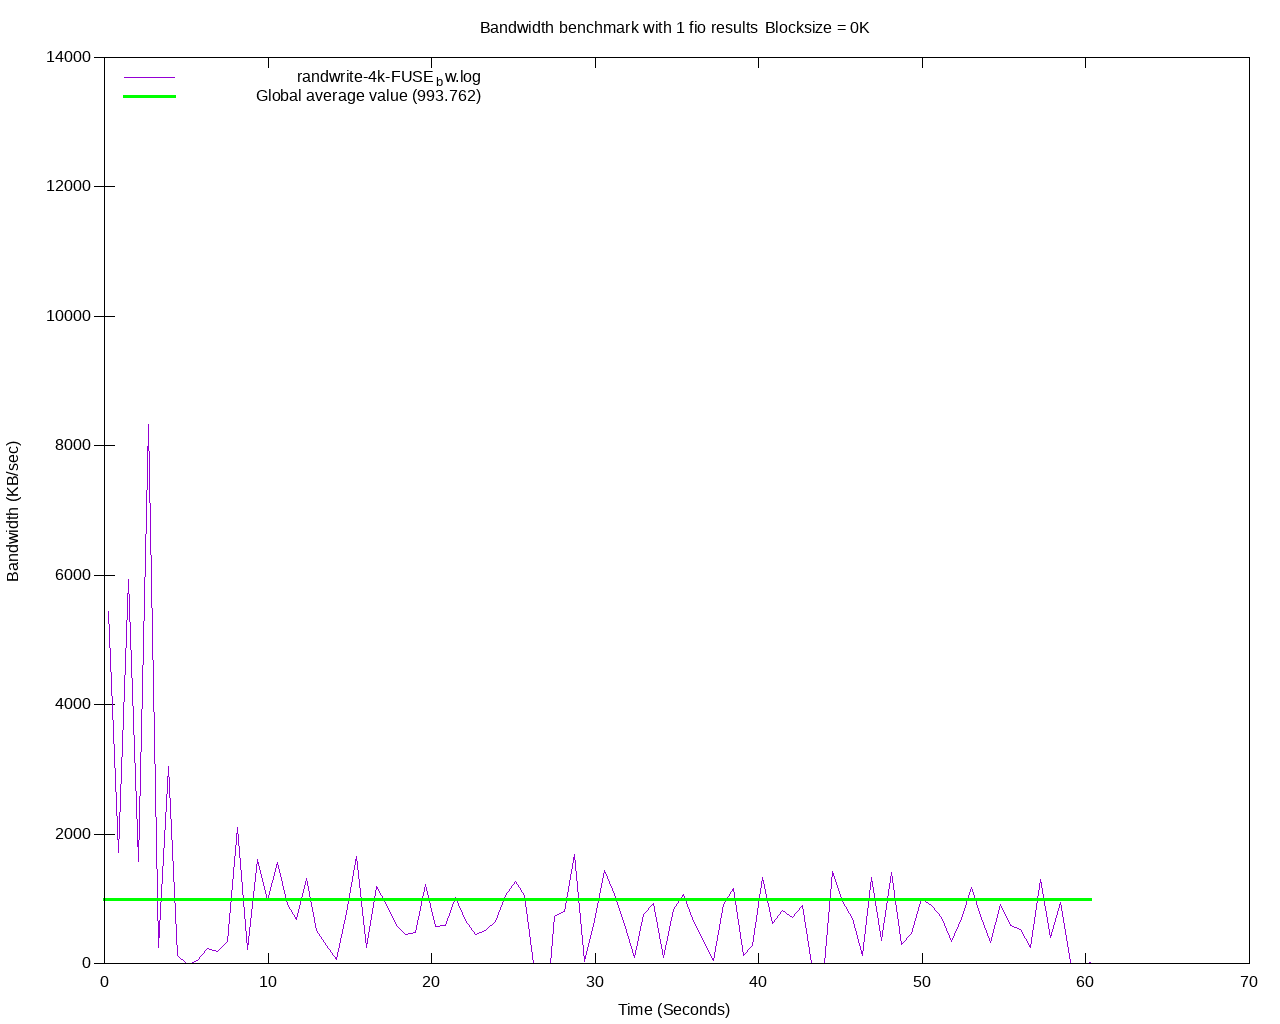 Bandwidth benchmark with 1 fio results Blocksize = 0K
14000
randwrite-4k-FUSE_bw.log
Global average value (993.762)
12000
10000
8000
6000
4000
2000
0
Bandwidth (KB/sec)
0 10 20 30 40 50 60 70
Time (Seconds)